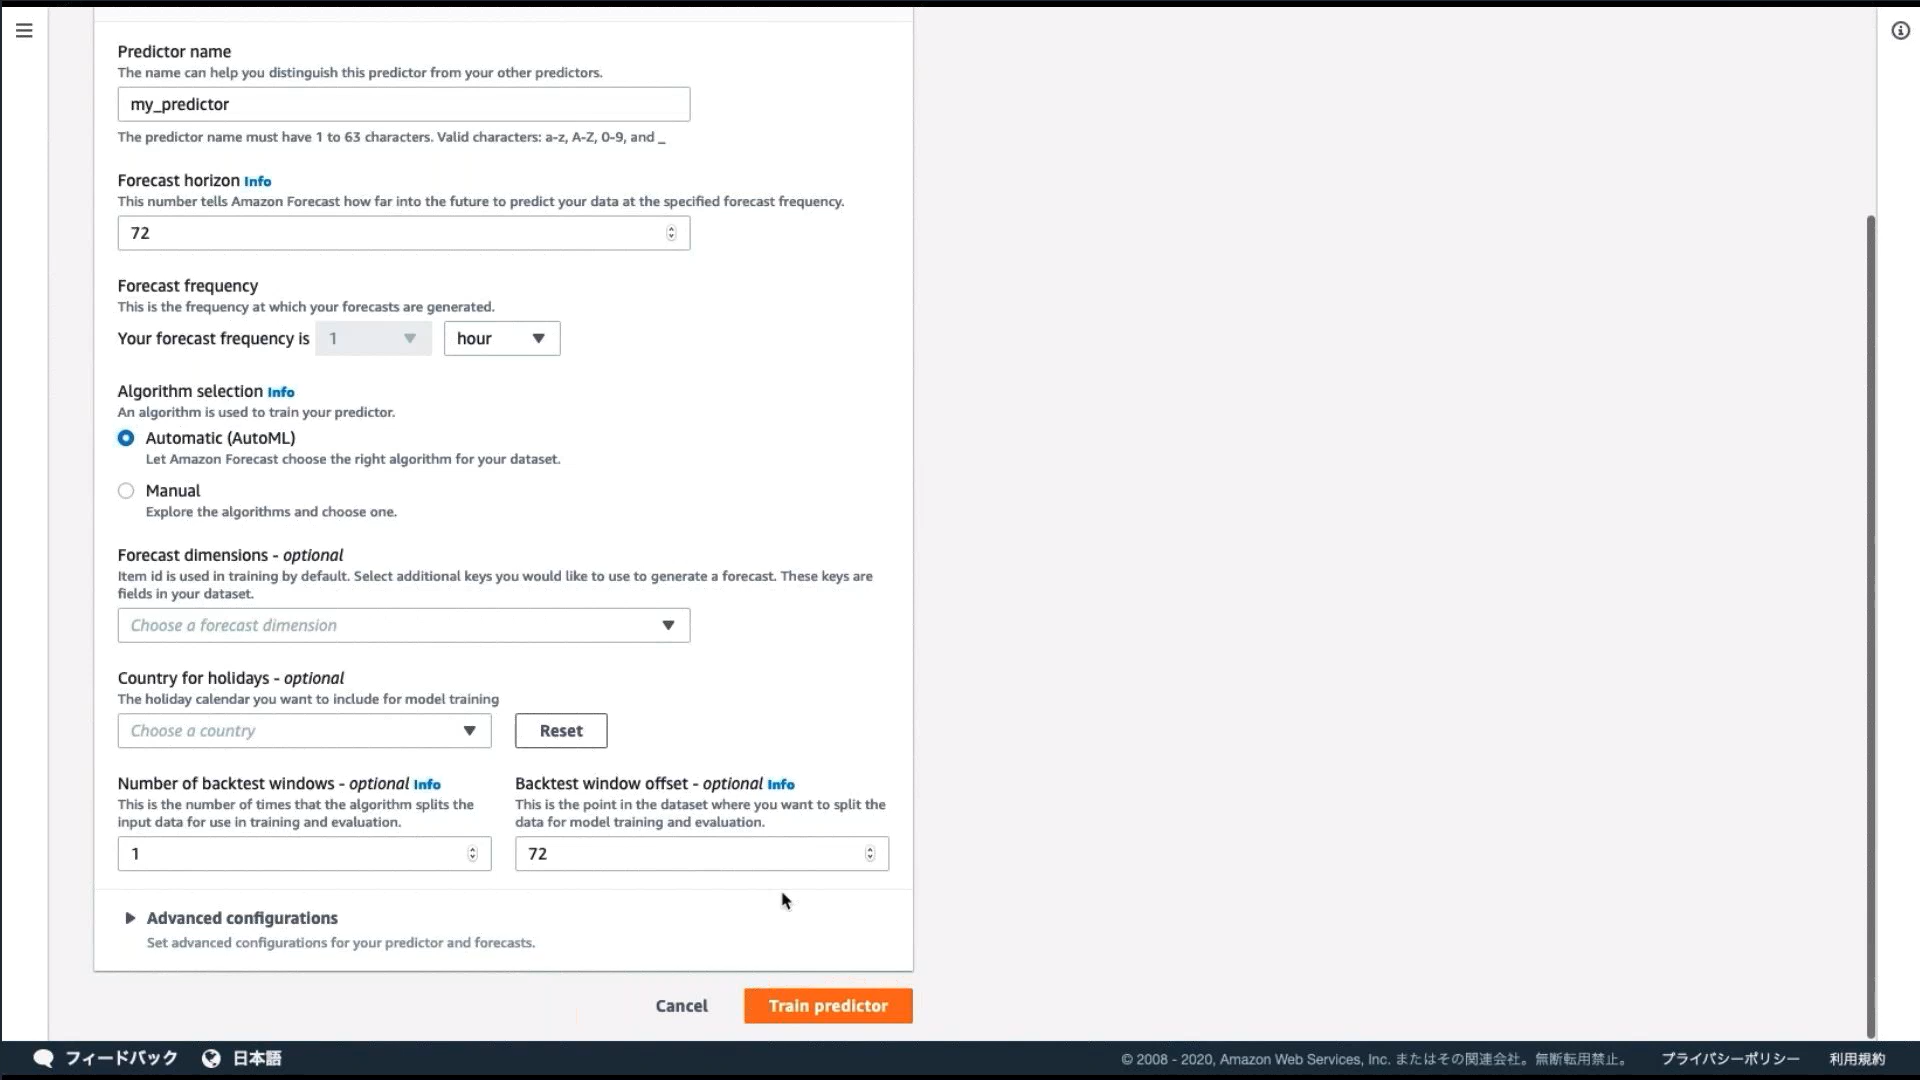 Predictor name
The name can help you distinguish this predictor from your other predictors.
my_predictor
The predictor name must have 1 to 63 characters. Valid characters: a-z, A-Z, 0-9, and _
Forecast horizon Info
This number tells Amazon Forecast how far into the future to predict your data at the specified forecast frequency.
72
Forecast frequency
This is the frequency at which your forecasts are generated.
Your forecast frequency is 1 hour
Algorithm selection Info
An algorithm is used to train your predictor.
Automatic (AutoML)
Let Amazon Forecast choose the right algorithm for your dataset.
Manual
Explore the algorithms and choose one.
Forecast dimensions - optional
Item id is used in training by default. Select additional keys you would like to use to generate a forecast. These keys are
fields in your dataset.
Choose a forecast dimension
Country for holidays - optional
The holiday calendar you want to include for model training
Choose a country Reset
Number of backtest windows - optional Info
This is the number of times that the algorithm splits the
input data for use in training and evaluation.
1
Backtest window offset - optional Info
This is the point in the dataset where you want to split the
data for model training and evaluation.
72
Advanced configurations
Set advanced configurations for your predictor and forecasts.
Cancel Train predictor
フィードバック 日本語 © 2008 - 2020, Amazon Web Services, Inc. またはその関連会社。無断転用禁止。 プライバシーポリシー 利用規約